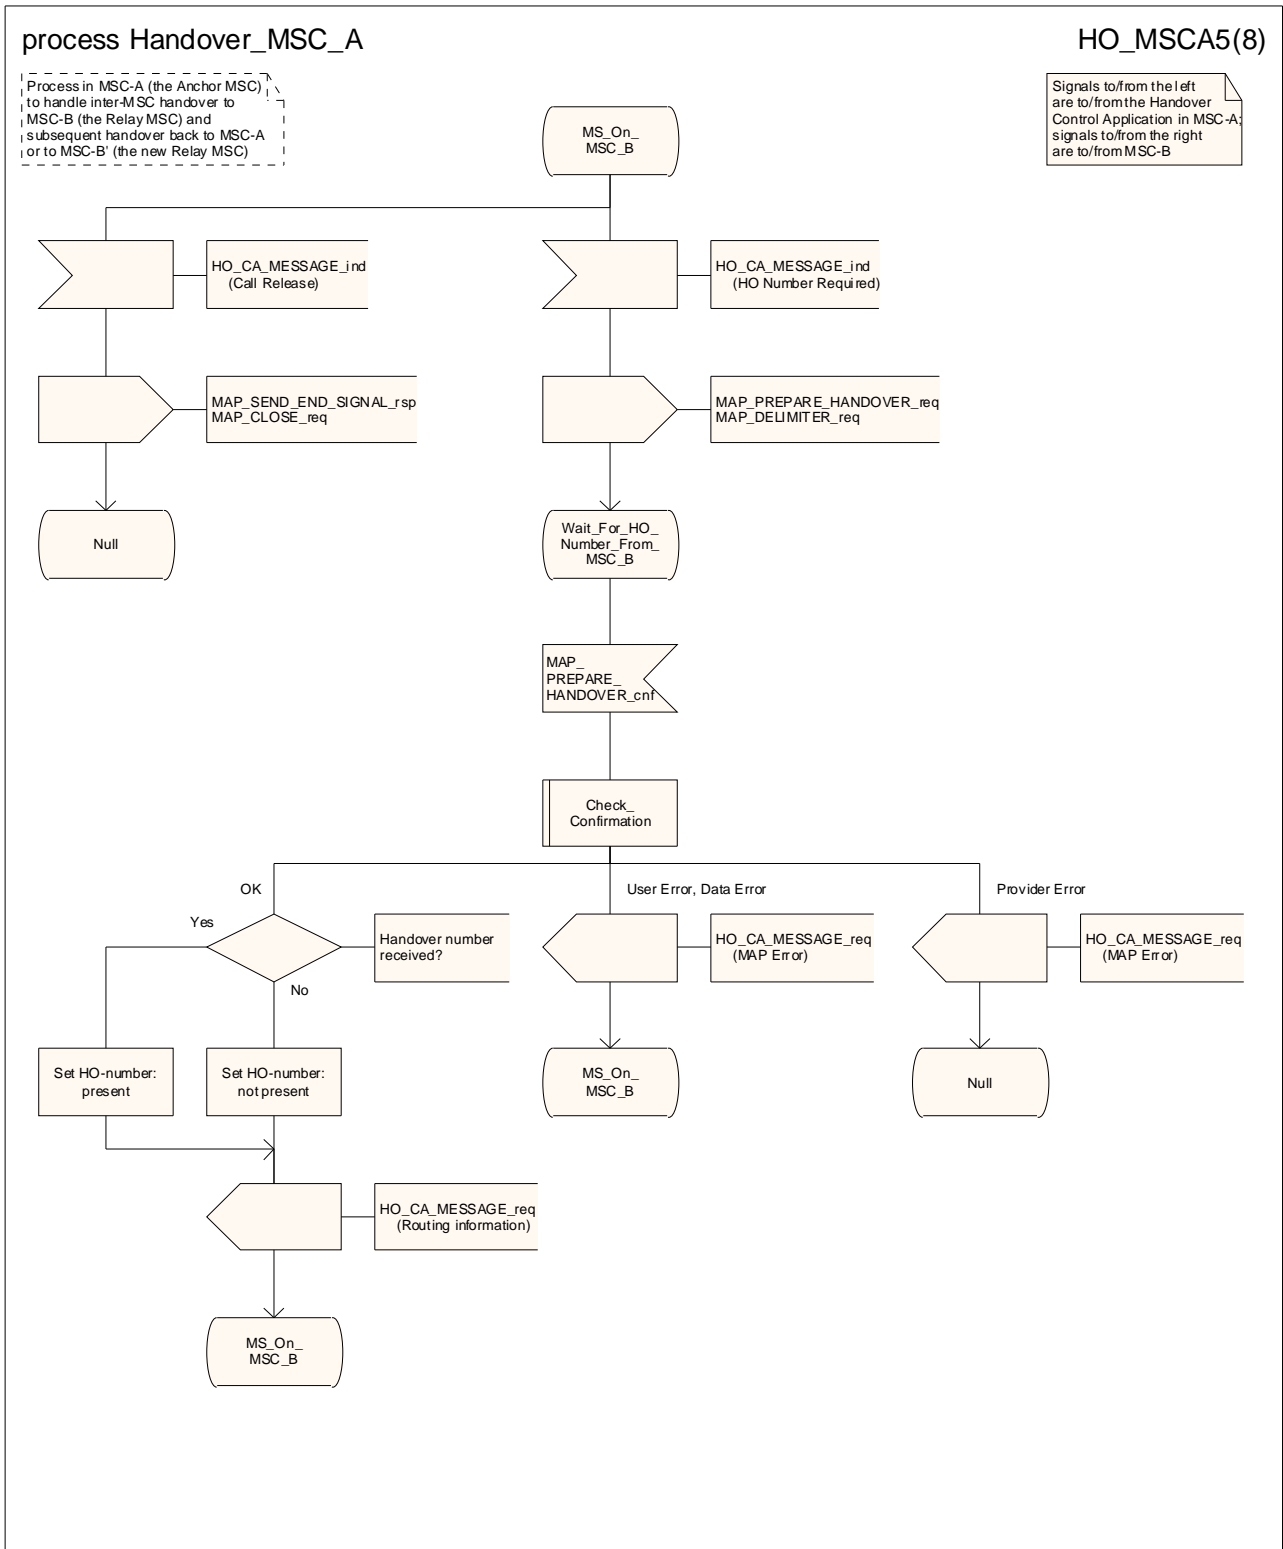 process Handover_MSC_A
HO_MSCA5(8)
Process in MSC-A (the Anchor MSC)
to handle inter-MSC handover to
MSC-B (the Relay MSC) and
subsequent handover back to MSC-A
or to MSC-B' (the new Relay MSC)
Signals to/from the left
are to/from the Handover
Control Application in MSC-A;
signals to/from the right
are to/from MSC-B
MS_On_
MSC_B
HO_CA_MESSAGE_ind
(Call Release)
HO_CA_MESSAGE_ind
(HO Number Required)
MAP_SEND_END_SIGNAL_rsp
MAP_CLOSE_req
MAP_PREPARE_HANDOVER_req
MAP_DELIMITER_req
Null
Wait_For_HO_
Number_From_
MSC_B
MAP_
PREPARE_
HANDOVER_cnf
Check_
Confirmation
OK
User Error, Data Error
Provider Error
Yes
Handover number
received?
No
HO_CA_MESSAGE_req
(MAP Error)
HO_CA_MESSAGE_req
(MAP Error)
Set HO-number:
present
Set HO-number:
not present
MS_On_
MSC_B
Null
HO_CA_MESSAGE_req
(Routing information)
MS_On_
MSC_B